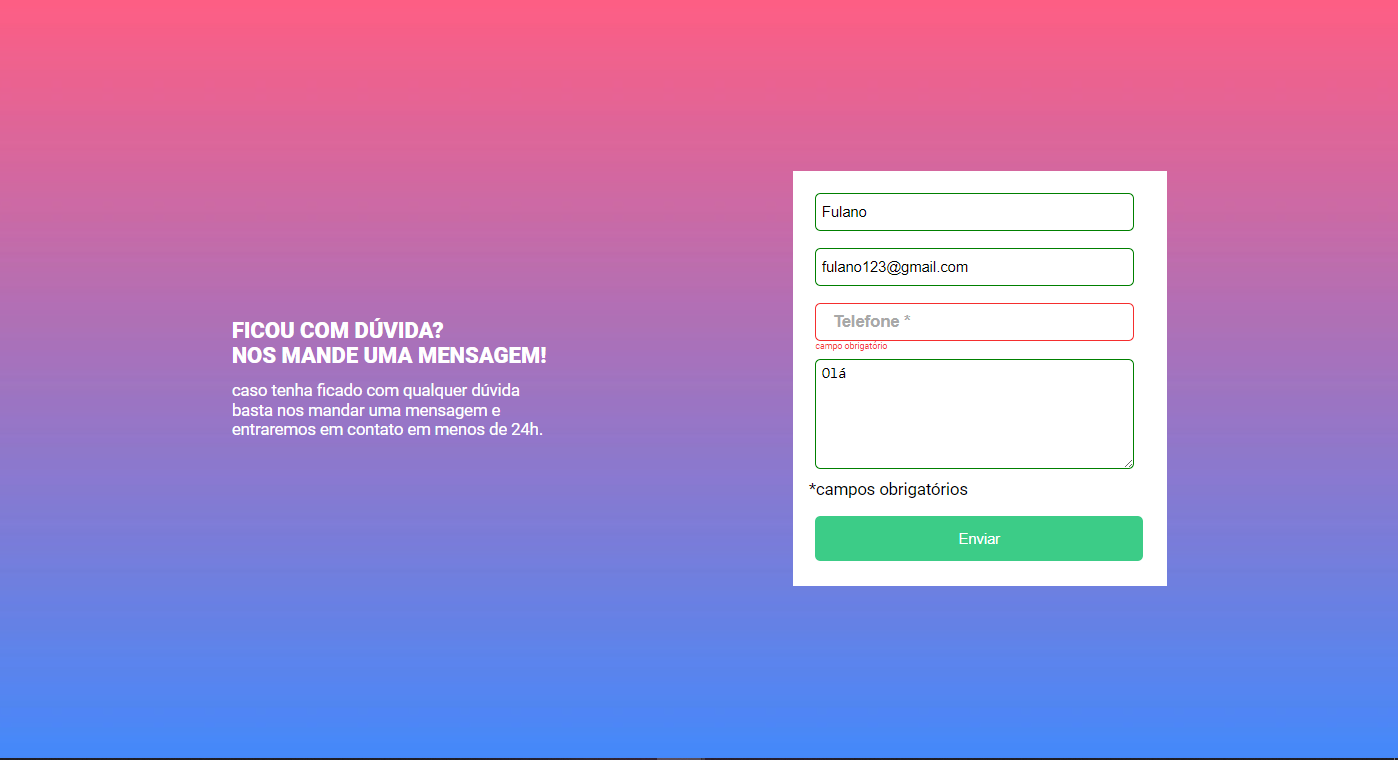 FICOU COM DÚVIDA?
NOS MANDE UMA MENSAGEM!
caso tenha ficado com qualquer dúvida
basta nos mandar uma mensagem e
entraremos em contato em menos de 24h.
Fulano
fulano123@gmail.com
Telefone *
campo obrigatório
Olá
*campos obrigatórios
Enviar